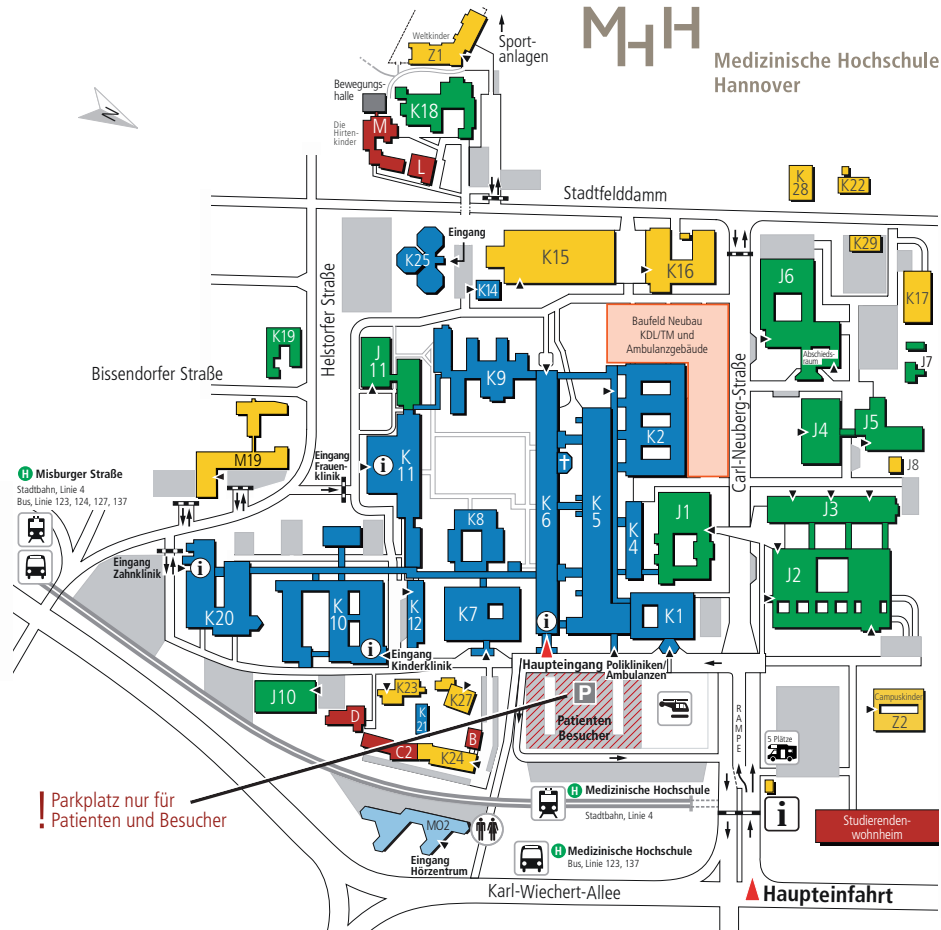 MHH
Medizinische Hochschule
Hannover
Weltkinder
Z1
Sport-
anlagen
Bewegungs-
halle
K18
M
Die
Hirten-
kinder
L
N
Stadtfelddamm
K
28
K22
Eingang
K25
K14
K15
K16
K29
K17
J6
Abschieds-
raum
J7
Helstorfer Straße
K19
Bissendorfer Straße
J
11
K9
Baufeld Neubau
KDL/TM und
Ambulanzgebäude
Carl-Neuberg-Straße
K2
J4
J5
J8
M19
Eingang
Frauen-
klinik
i
K
11
K
6
K
5
K
4
K8
J1
J3
J2
H Misburger Straße
Stadtbahn, Linie 4
Bus, Linie 123, 124, 127, 137
Eingang
Zahnklinik
i
K20
K
10
i
K
12
K7
i
K1
Eingang
Kinderklinik
Haupteingang
Polikliniken/
Ambulanzen
J10
K23
K27
K
21
D
C2
K24
B
P
Patienten
Besucher
RAMPE
5 Plätze
Campuskinder
Z2
! Parkplatz nur für
Patienten und Besucher
H Medizinische Hochschule
Stadtbahn, Linie 4
i
Studierenden-
wohnheim
MO2
Eingang
Hörzentrum
H Medizinische Hochschule
Bus, Linie 123, 137
Karl-Wiechert-Allee
Haupteinfahrt